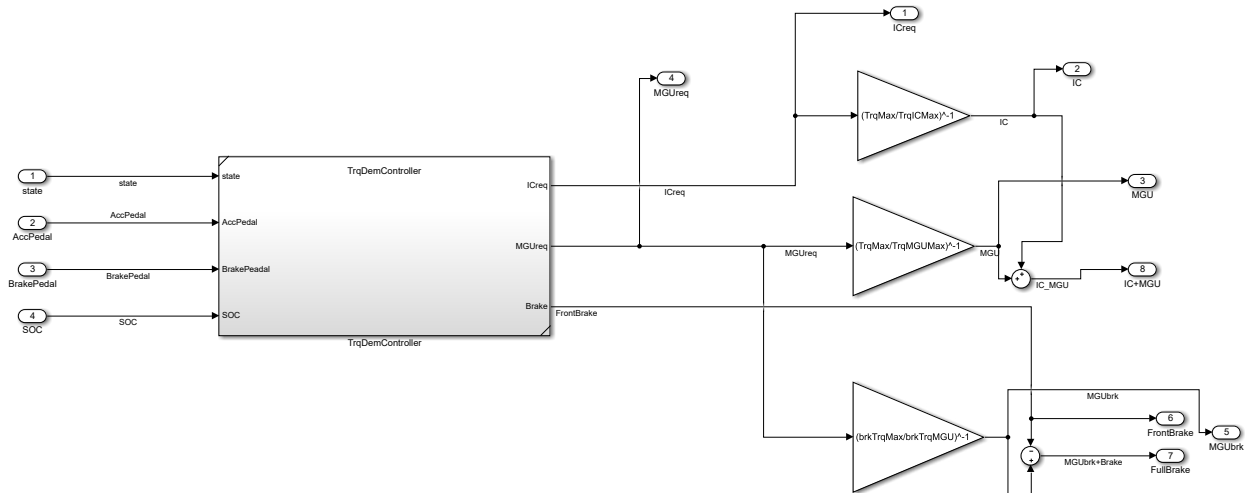 1
ICreq
2
IC
4
MGUreq
(TrqMax/TrqICMax)^-1
IC
TrqDemController
1
state
state
state
ICreq
ICreq
3
MGU
2
AccPedal
AccPedal
AccPedal
MGUreq
MGUreq
(TrqMax/TrqMGUMax)^-1
MGU
+
+
IC_MGU
8
IC+MGU
3
BrakePedal
BrakePedal
BrakePeadal
4
SOC
SOC
SOC
Brake
FrontBrake
TrqDemController
MGUbrk
6
FrontBrake
5
MGUbrk
(brkTrqMax/brkTrqMGU)^-1
−
+
MGUbrk+Brake
7
FullBrake